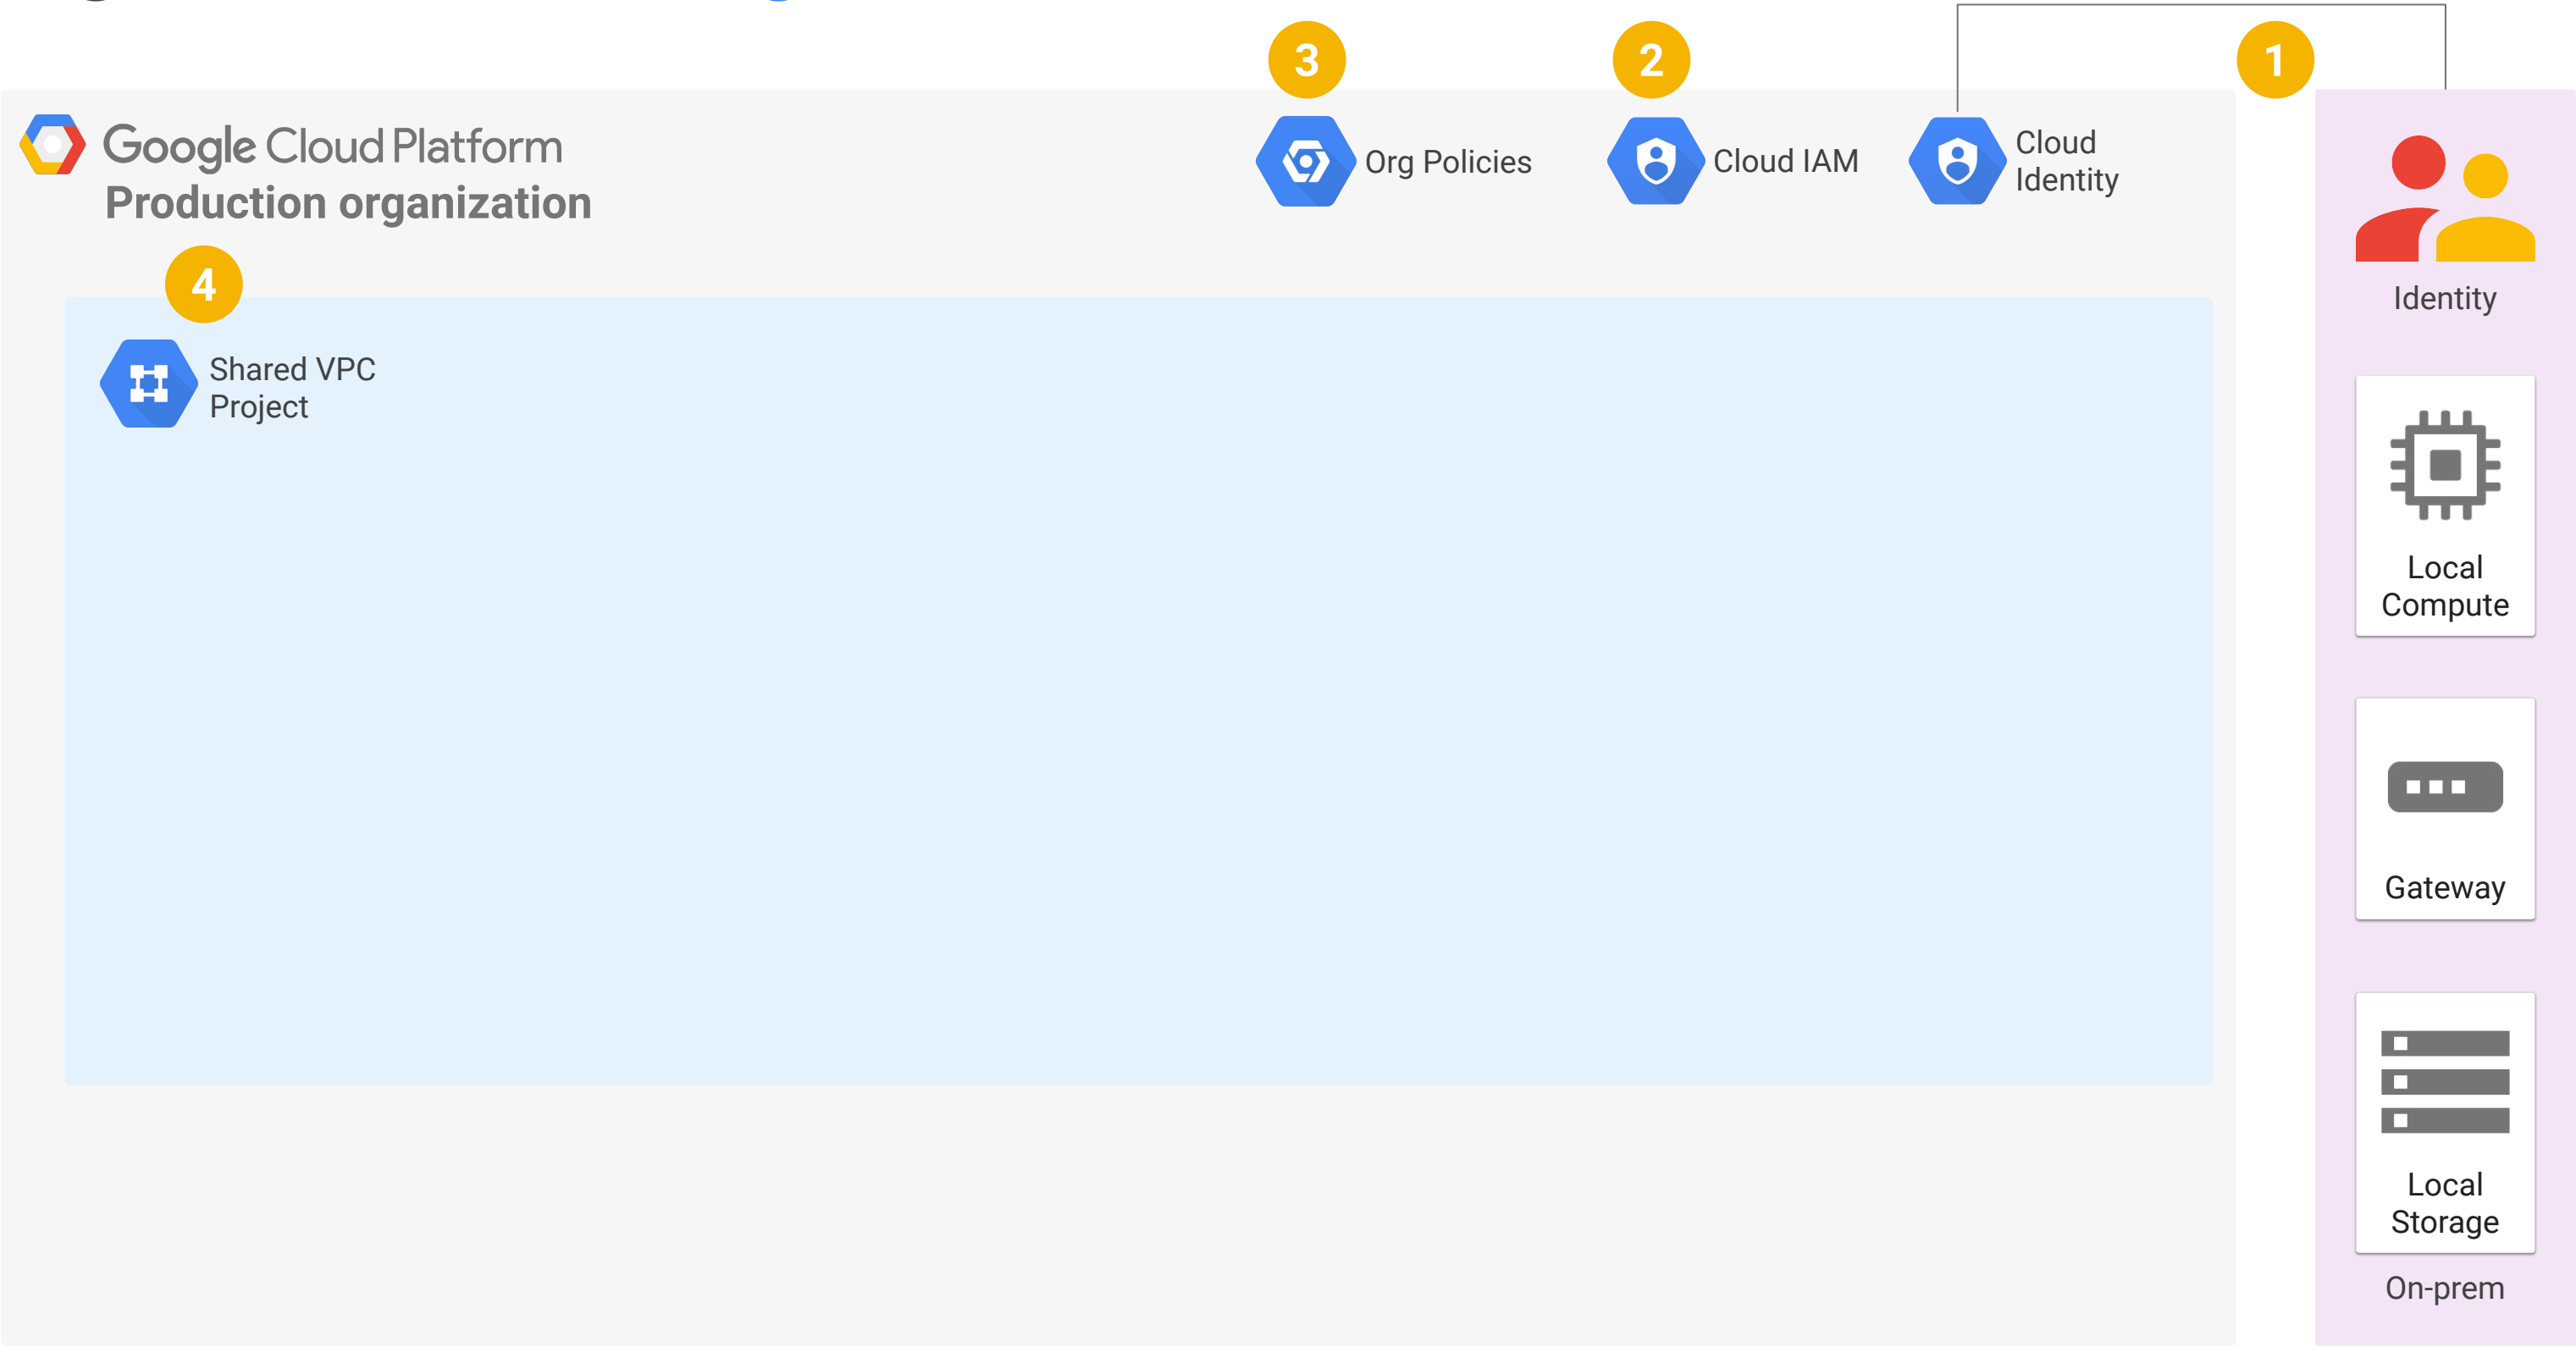 3
2
1
Google Cloud Platform
Production organization
Org Policies
Cloud IAM
Cloud
Identity
4
Shared VPC
Project
Identity
Local
Compute
Gateway
Local
Storage
On-prem